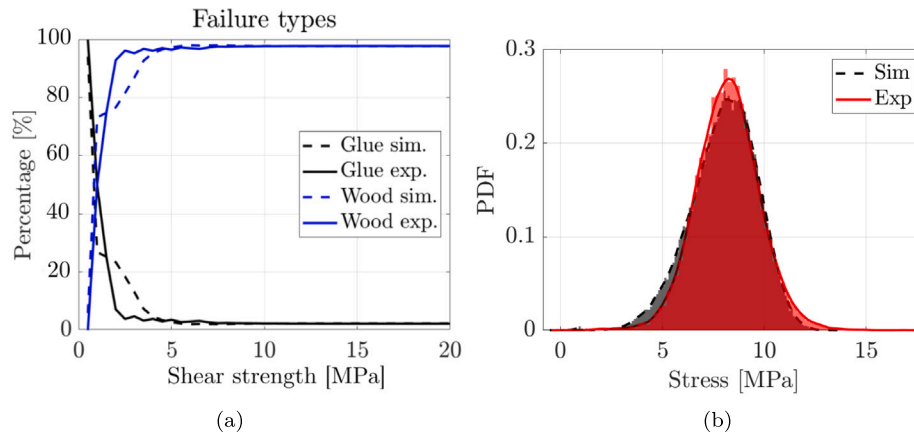 Failure types
100
80
60
40
20
0
Percentage [%]
Glue sim.
Glue exp.
Wood sim.
Wood exp.
0 5 10 15 20
Shear strength [MPa]
(a)
0.3
0.2
0.1
0
PDF
Sim
Exp
0 5 10 15
Stress [MPa]
(b)